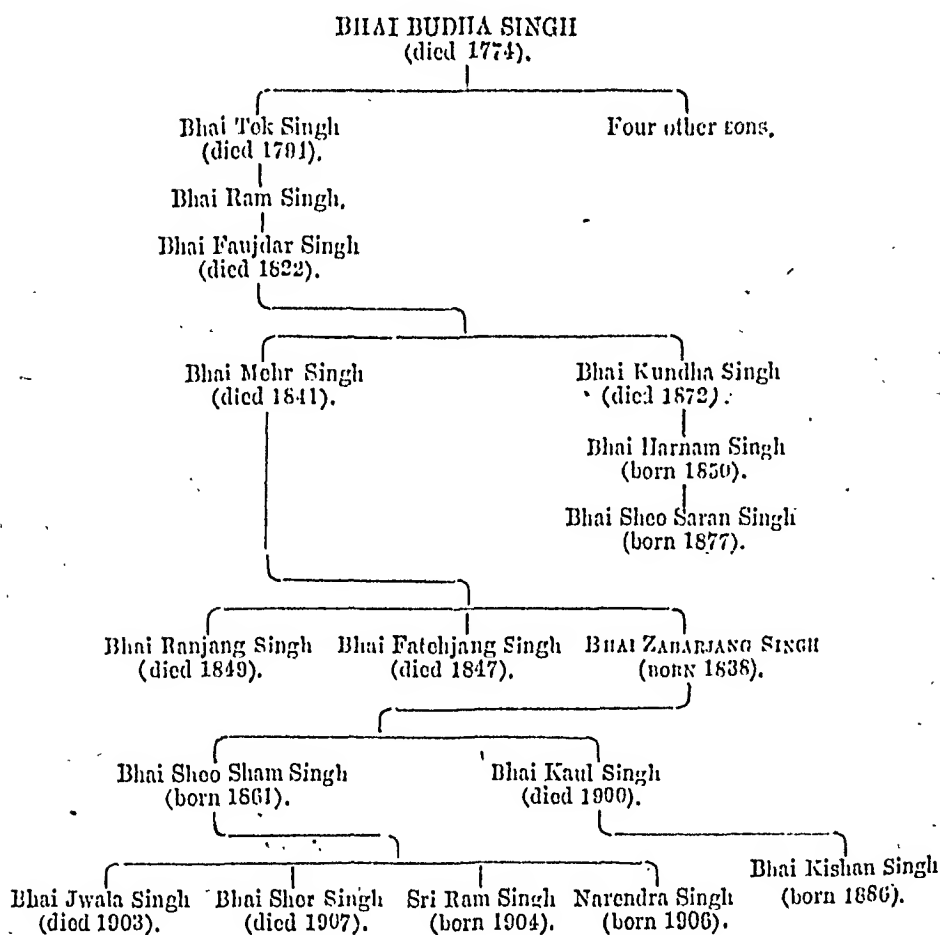 BHAI BUDHA SINGH
(died 1774).
Bhai Tek Singh
(died 1791).
Four other sons.
Bhai Ram Singh.
Bhai Faujdar Singh
(died 1822).
Bhai Mehr Singh
(died 1841).
Bhai Kundha Singh
(died 1872).
Bhai Harnam Singh
(born 1850).
Bhai Sheo Saran Singh
(born 1877).
Bhai Ranjang Singh
(died 1849).
Bhai Fatehjang Singh
(died 1847).
BHAI ZABARJANG SINGH
(BORN 1838).
Bhai Sheo Sham Singh
(born 1861).
Bhai Kaul Singh
(died 1900).
Bhai Kishan Singh
(born 1886).
Bhai Jwala Singh
(died 1903).
Bhai Sher Singh
(died 1907).
Sri Ram Singh
(born 1904).
Narendra Singh
(born 1906).